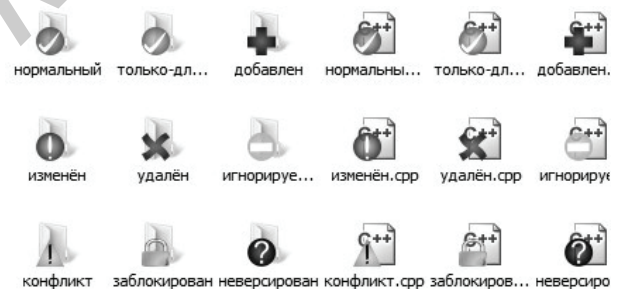 C++ C++ C++
нормальный только-дл... добавлен нормальны... только-дл... добавлен.
C++ C++ C++
изменён удалён игнорируе... изменён.cpp удалён.cpp игнорируе
C++ C++ C++
конфликт заблокирован неверсирован конфликт.cpp заблокиров... неверсиро